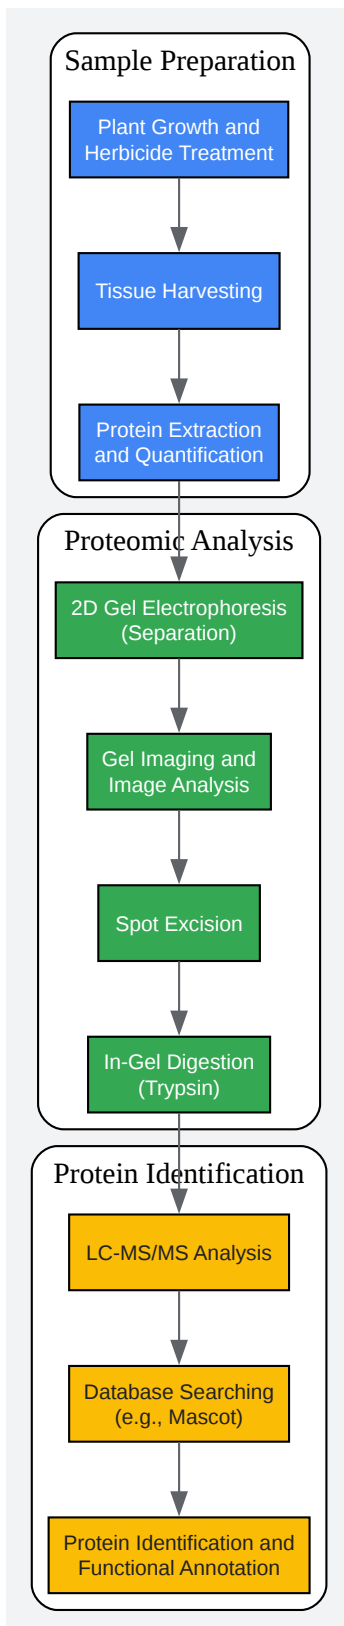 Sample Preparation
Plant Growth and
Herbicide Treatment
Tissue Harvesting
Protein Extraction
and Quantification
Proteomic Analysis
2D Gel Electrophoresis
(Separation)
Gel Imaging and
Image Analysis
Spot Excision
In-Gel Digestion
(Trypsin)
Protein Identification
LC-MS/MS Analysis
Database Searching
(e.g., Mascot)
Protein Identification and
Functional Annotation